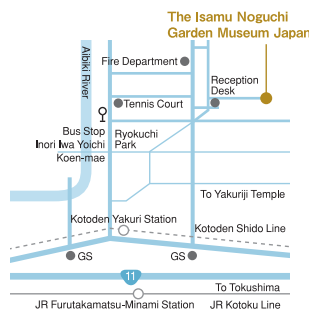 The Isamu Noguchi
Garden Museum Japan
Aibiki River
Fire Department
Reception
Desk
Tennis Court
Bus Stop
Inori Iwa Yoichi
Koen-mae
Ryokuchi
Park
To Yakuriji Temple
Kotoden Yakuri Station
Kotoden Shido Line
GS
GS
11
To Tokushima
JR Furutakamatsu-Minami Station
JR Kotoku Line